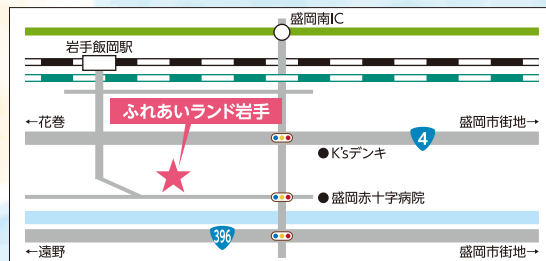 盛岡南IC
岩手飯岡駅
ふれあいランド岩手
←花巻
盛岡市街地→
4
●K'sデンキ
●盛岡赤十字病院
396
←遠野
盛岡市街地→